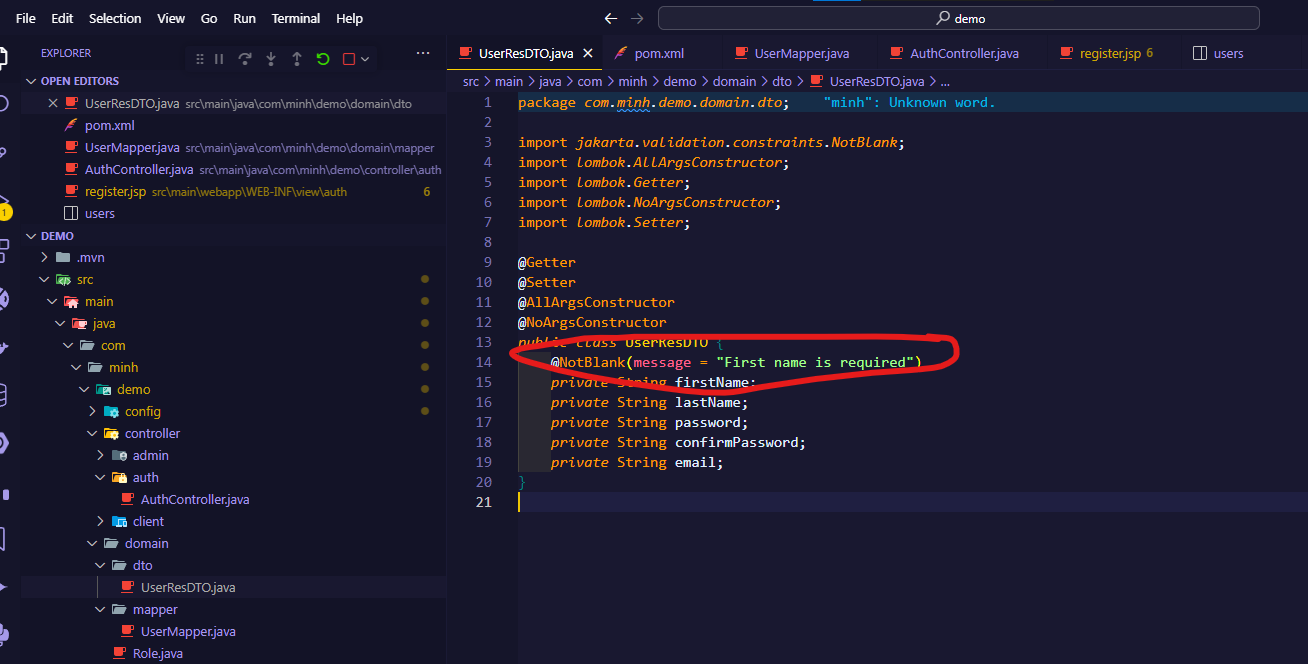 File Edit Selection View Go Run Terminal Help
demo
EXPLORER
UserResDTO.java
pom.xml
UserMapper.java
AuthController.java
register.jsp 6
users
OPEN EDITORS
UserResDTO.java src\main\java\com\minh\demo\domain\dto
pom.xml
UserMapper.java src\main\java\com\minh\demo\domain\mapper
AuthController.java src\main\java\com\minh\demo\controller\auth
register.jsp src\main\webapp\WEB-INF\view\auth 6
users
1
DEMO
.mvn
src
main
java
com
minh
demo
config
controller
admin
auth
AuthController.java
client
domain
dto
UserResDTO.java
mapper
UserMapper.java
Role.java
src > main > java > com > minh > demo > domain > dto > UserResDTO.java > ...
1 package com.minh.demo.domain.dto; "minh": Unknown word.
2
3 import jakarta.validation.constraints.NotBlank;
4 import lombok.AllArgsConstructor;
5 import lombok.Getter;
6 import lombok.NoArgsConstructor;
7 import lombok.Setter;
8
9 @Getter
10 @Setter
11 @AllArgsConstructor
12 @NoArgsConstructor
13 public class UserResDTO {
14 @NotBlank(message = "First name is required")
15 private String firstName;
16 private String lastName;
17 private String password;
18 private String confirmPassword;
19 private String email;
20 }
21